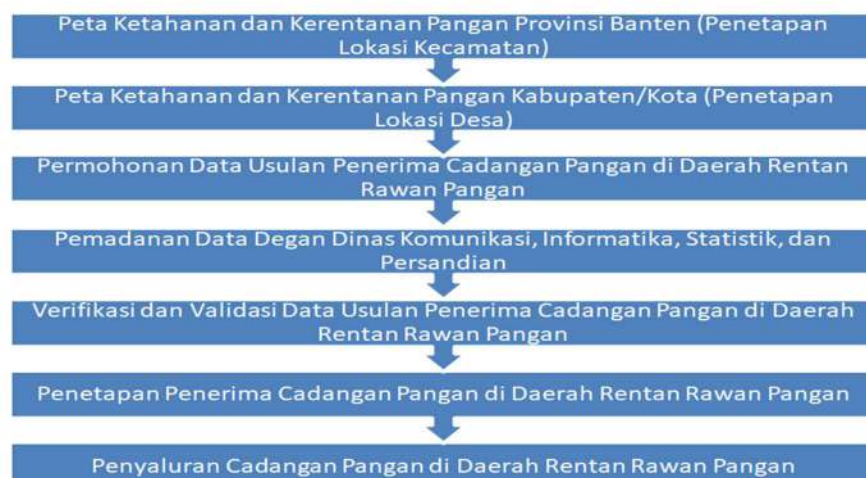 Peta Ketahanan dan Kerentanan Pangan Provinsi Banten (Penetapan
Lokasi Kecamatan)
Peta Ketahanan dan Kerentanan Pangan Kabupaten/Kota (Penetapan
Lokasi Desa)
Permohonan Data Usulan Penerima Cadangan Pangan di Daerah Rentan
Rawan Pangan
Pemadanan Data Degan Dinas Komunikasi, Informatika, Statistik, dan
Persandian
Verifikasi dan Validasi Data Usulan Penerima Cadangan Pangan di Daerah
Rentan Rawan Pangan
Penetapan Penerima Cadangan Pangan di Daerah Rentan Rawan Pangan
Penyaluran Cadangan Pangan di Daerah Rentan Rawan Pangan